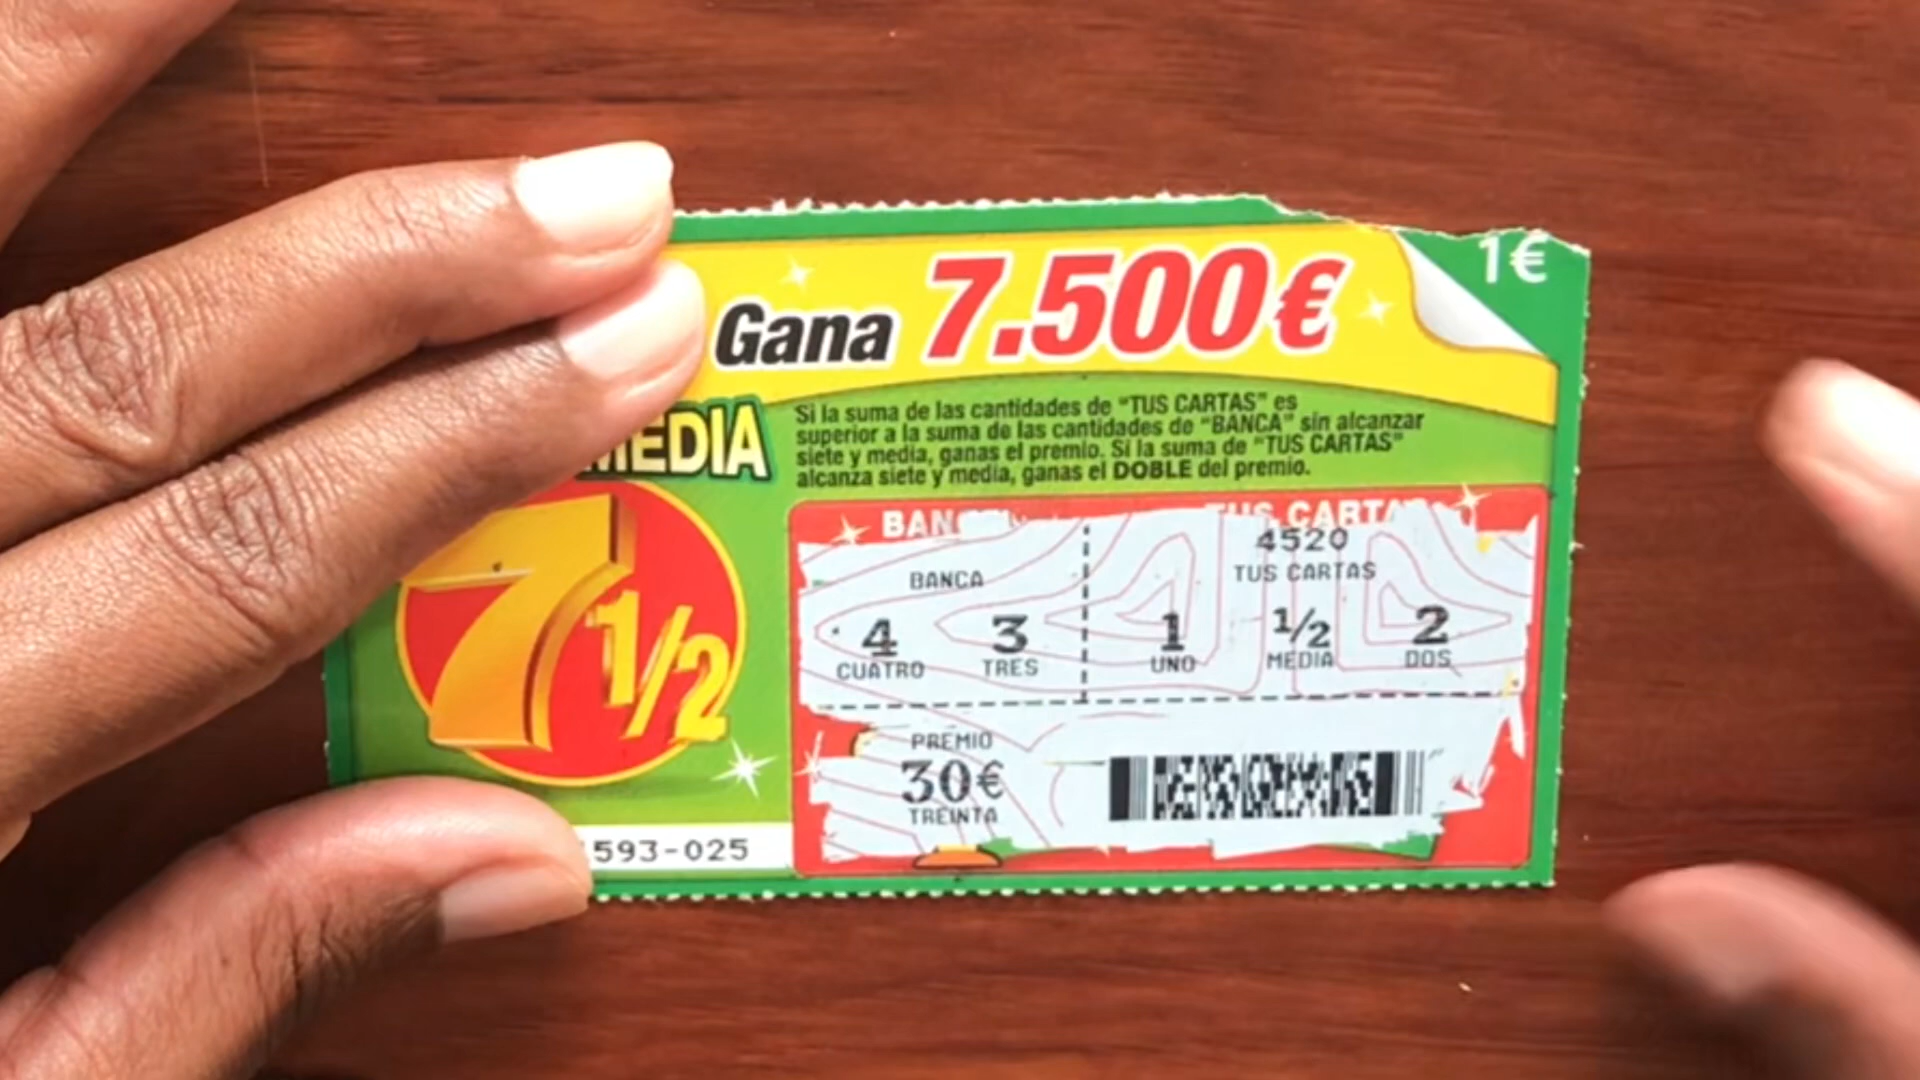 1€
Gana 7.500€
MEDIA
Si la suma de las cantidades de "TUS CARTAS" es
superior a la suma de las cantidades de "BANCA" sin alcanzar
siete y media, ganas el premio. Si la suma de "TUS CARTAS"
alcanza siete y media, ganas el DOBLE del premio.
7 1/2
TUS CARTAS
4520
BANCA TUS CARTAS
4 3 1 1/2 2
CUATRO TRES UNO MEDIA DOS
PREMIO
30€
TREINTA
593-025